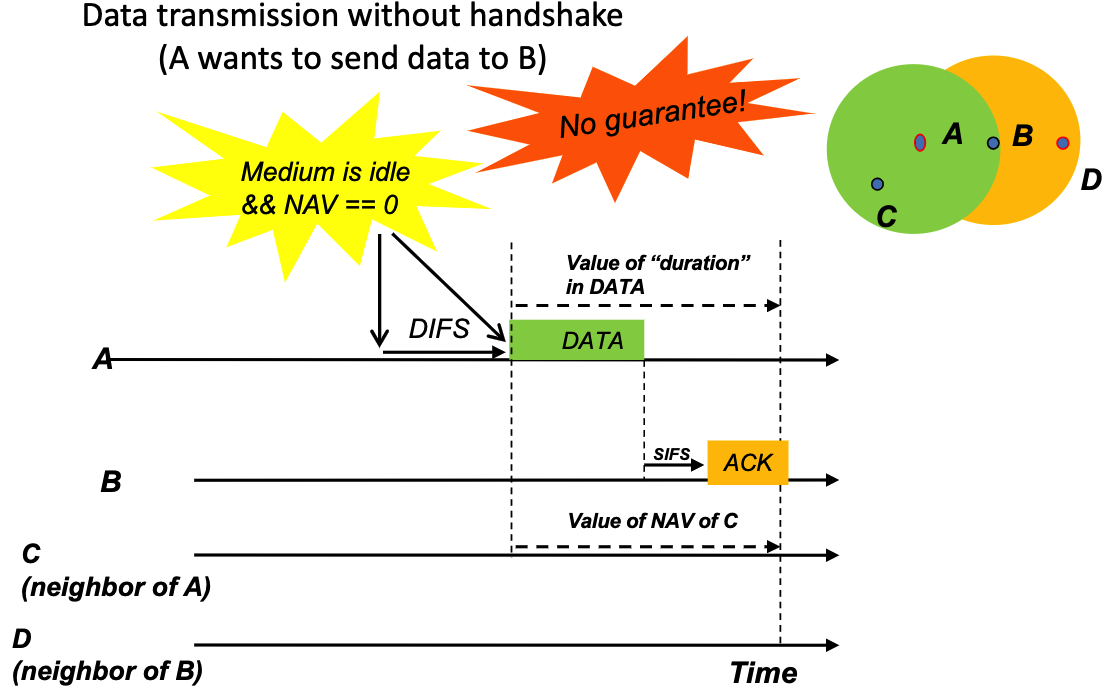 Data transmission without handshake
(A wants to send data to B)
No guarantee!
Medium is idle
&& NAV == 0
A
B
D
C
Value of “duration”
in DATA
DIFS
DATA
A
SIFS
ACK
B
Value of NAV of C
C
(neighbor of A)
D
(neighbor of B)
Time